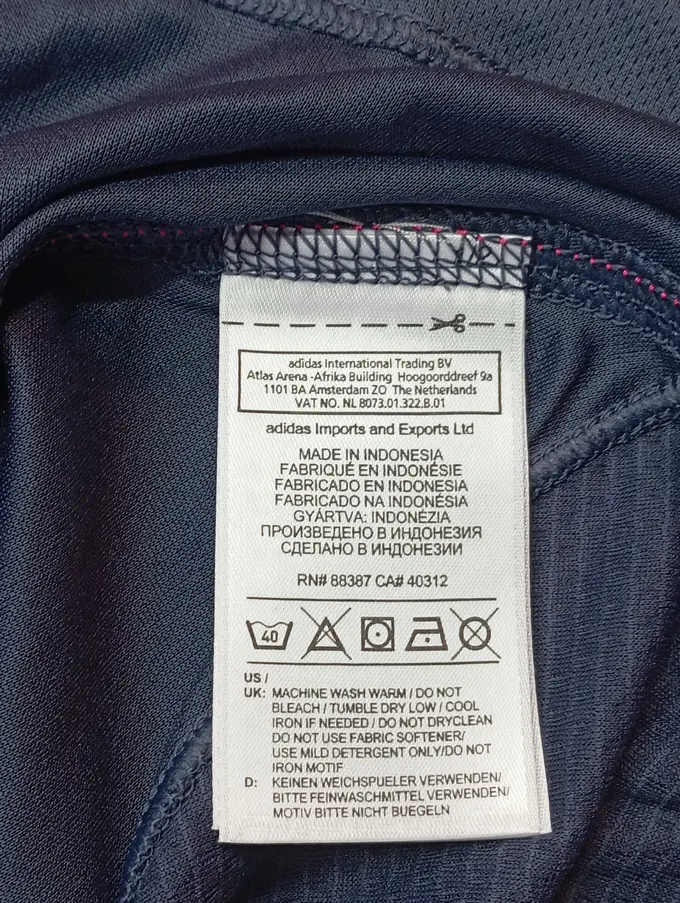 adidas International Trading BV
Atlas Arena -Afrika Building Hoogoorddreef 9a
1101 BA Amsterdam ZO The Netherlands
VAT NO. NL 8073.01.322.B.01
adidas Imports and Exports Ltd
MADE IN INDONESIA
FABRIQUÉ EN INDONÉSIE
FABRICADO EN INDONESIA
FABRICADO NA INDONÉSIA
GYÁRTVA: INDONÉZIA
ПРОИЗВЕДЕНО В ИНДОНЕЗИЯ
СДЕЛАНО В ИНДОНЕЗИИ
RN# 88387 CA# 40312
40
US /
UK: MACHINE WASH WARM / DO NOT
BLEACH / TUMBLE DRY LOW / COOL
IRON IF NEEDED / DO NOT DRYCLEAN
DO NOT USE FABRIC SOFTENER/
USE MILD DETERGENT ONLY/DO NOT
IRON MOTIF
D: KEINEN WEICHSPUELER VERWENDEN/
BITTE FEINWASCHMITTEL VERWENDEN/
MOTIV BITTE NICHT BUEGELN